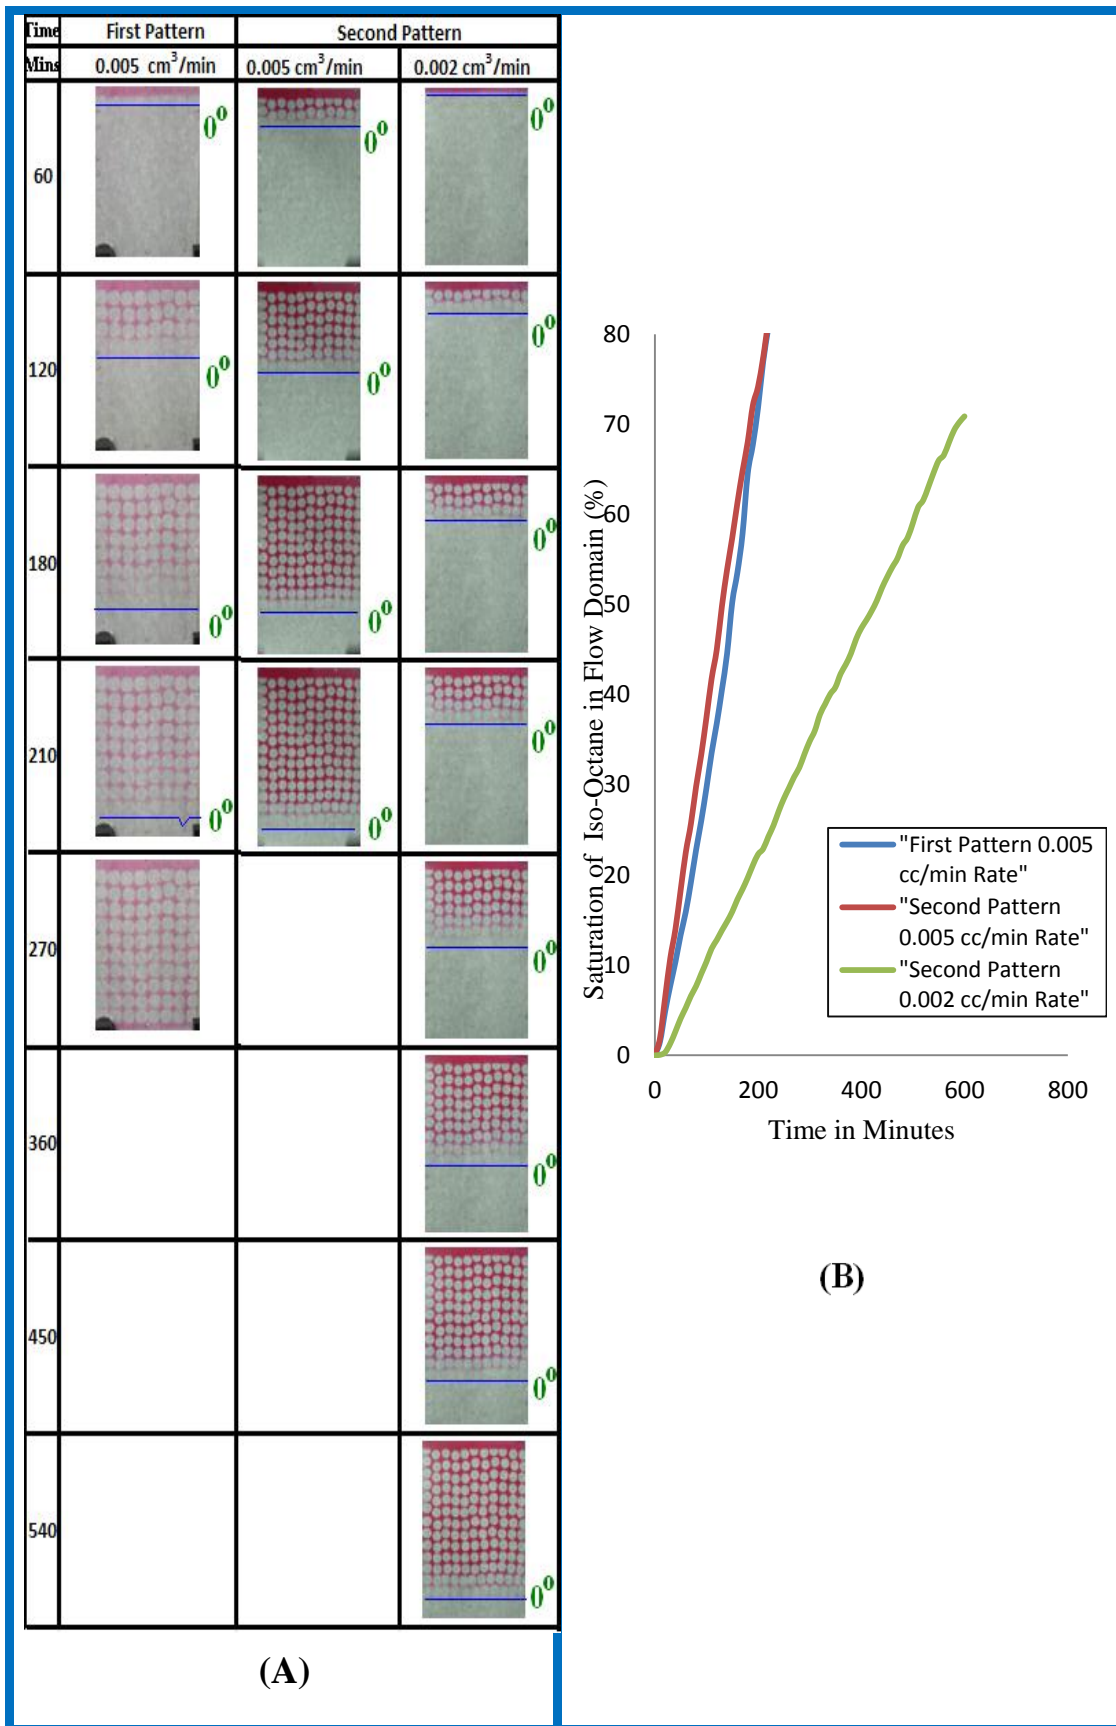 Time First Pattern Second Pattern
Mins 0.005 cm³/min 0.005 cm³/min 0.002 cm³/min
60 0⁰ 0⁰ 0⁰
120 0⁰ 0⁰ 0⁰
180 0⁰ 0⁰ 0⁰
210 0⁰ 0⁰ 0⁰
270 0⁰
360 0⁰
450 0⁰
540 0⁰
(A)
Saturation of Iso-Octane in Flow Domain (%)
80
70
60
50
40
30
20
10
0
0 200 400 600 800
Time in Minutes
"First Pattern 0.005
cc/min Rate"
"Second Pattern
0.005 cc/min Rate"
"Second Pattern
0.002 cc/min Rate"
(B)